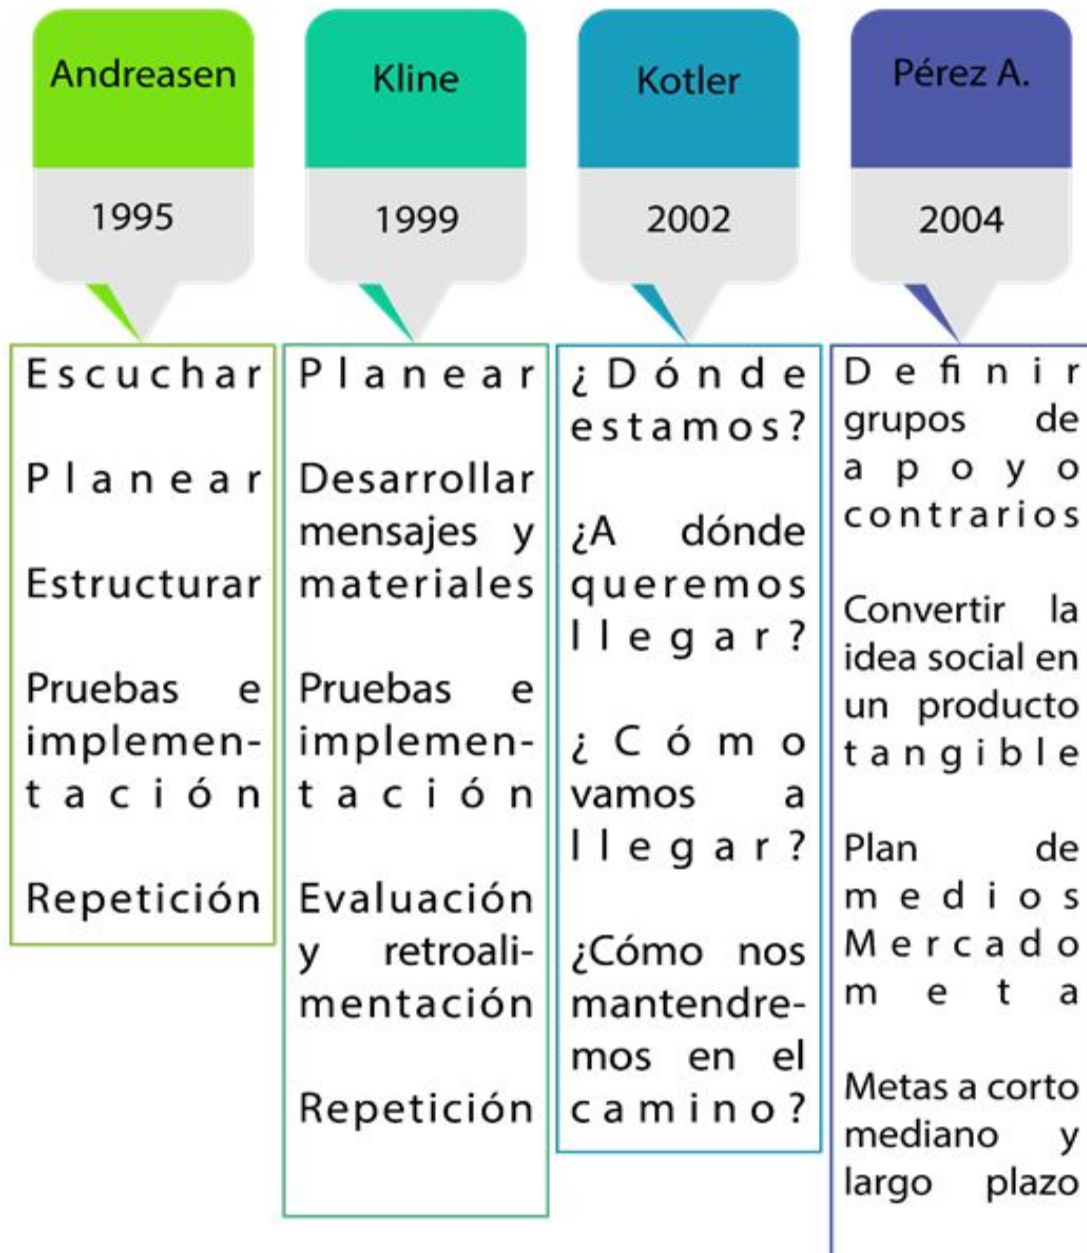 Andreasen
1995
Escuchar
Planear
Estructurar
Pruebas e
implemen-
tación
Repetición
Kline
1999
Planear
Desarrollar
mensajes y
materiales
Pruebas e
implemen-
tación
Evaluación
y retroali-
mentación
Repetición
Kotler
2002
¿Dónde
estamos?
¿A dónde
queremos
llegar?
¿Cómo
vamos a
llegar?
¿Cómo nos
mantendre-
mos en el
camino?
Pérez A.
2004
Definir
grupos de
apoyo
contrarios
Convertir la
idea social en
un producto
tangible
Plan de
medios
Mercado
meta
Metas a corto
mediano y
largo plazo